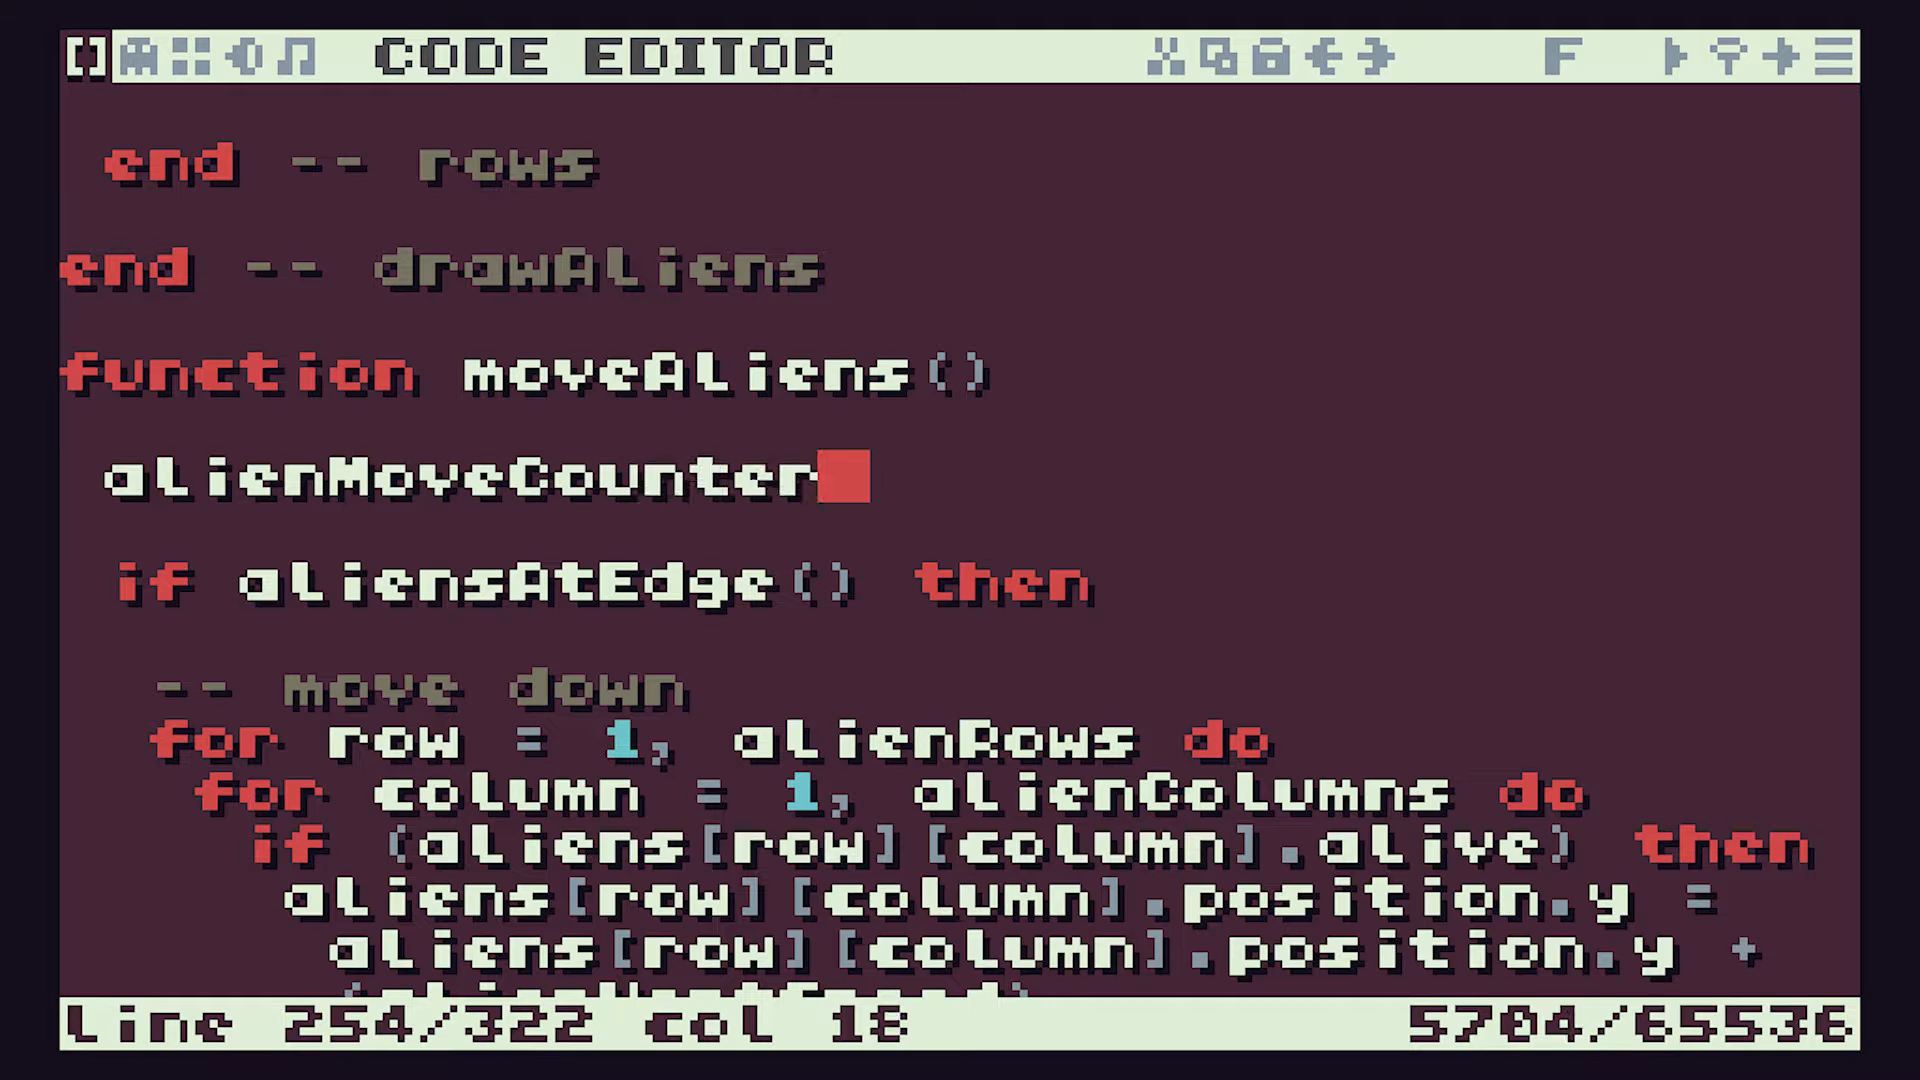 CODE EDITOR F
end -- rows
end -- drawAliens
function moveAliens()
alienMoveCounter
if aliensAtEdge() then
-- move down
for row = 1, alienRows do
for column = 1, alienColumns do
if (aliens[row][column].alive) then
aliens[row][column].position.y =
aliens[row][column].position.y +
line 254/322 col 18 5704/65536